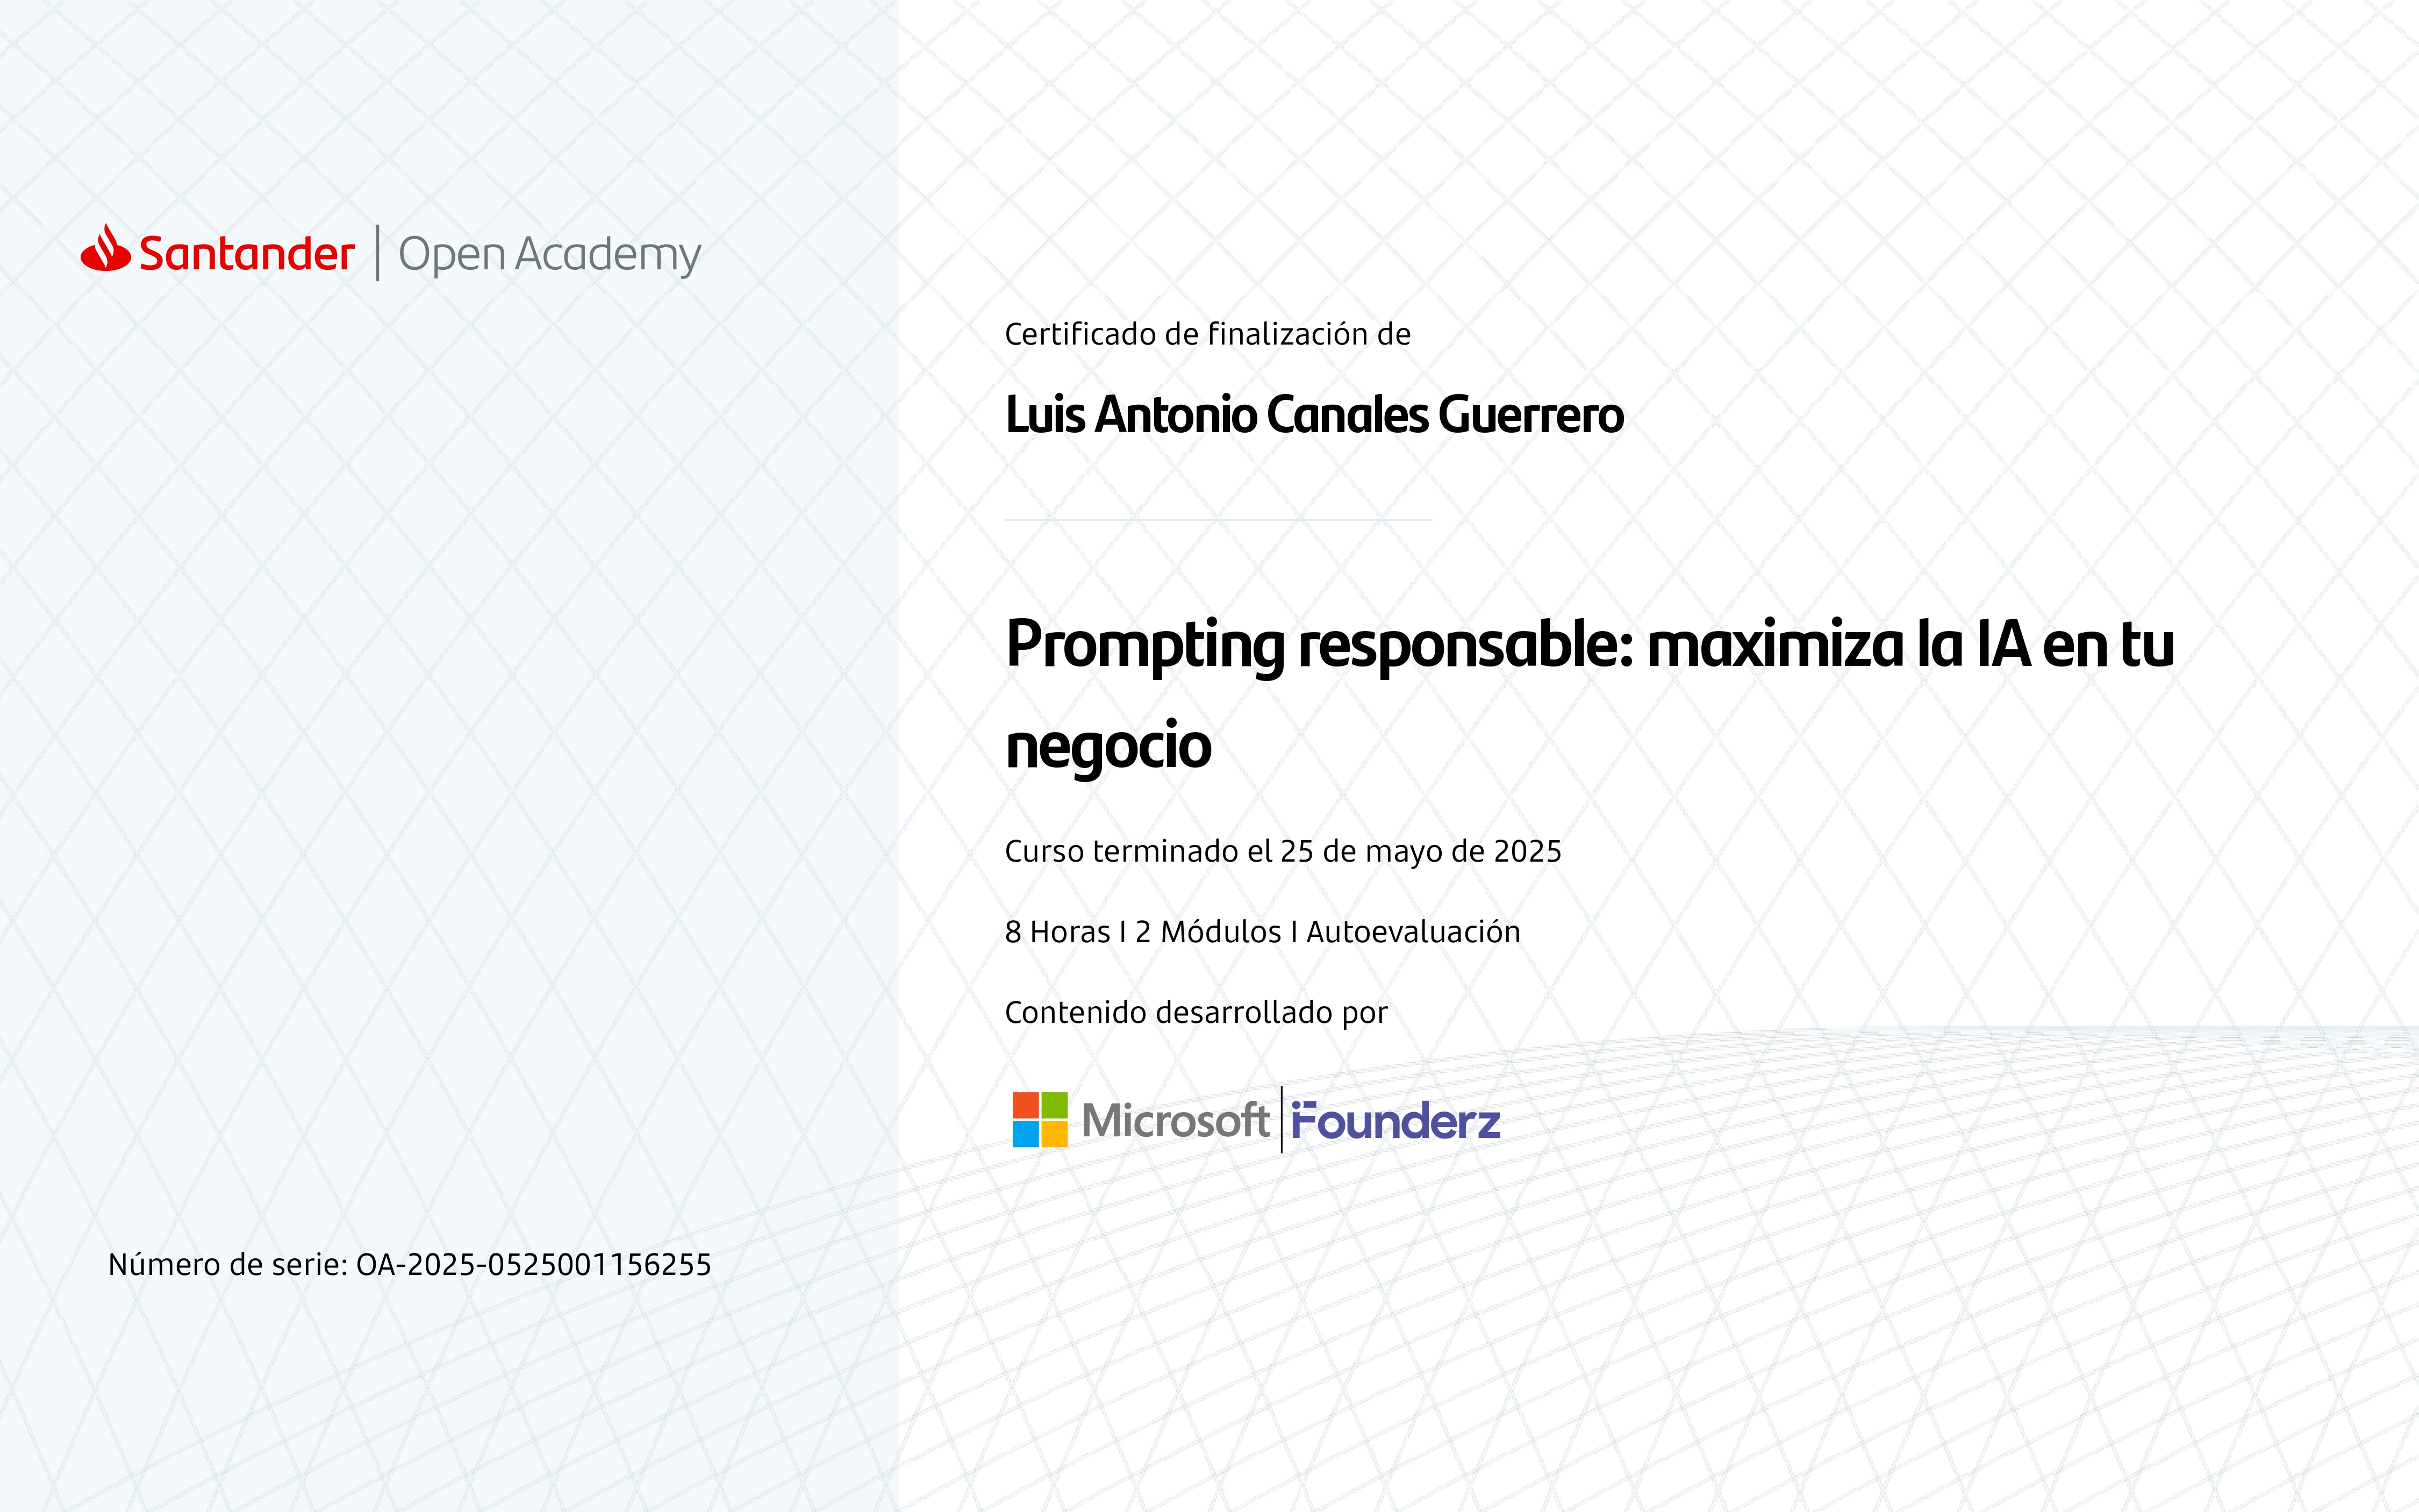 Santander | Open Academy
Certificado de finalización de
Luis Antonio Canales Guerrero
Prompting responsable: maximiza la IA en tu
negocio
Curso terminado el 25 de mayo de 2025
8 Horas I 2 Módulos I Autoevaluación
Contenido desarrollado por
Microsoft | Founderz
Número de serie: OA-2025-0525001156255